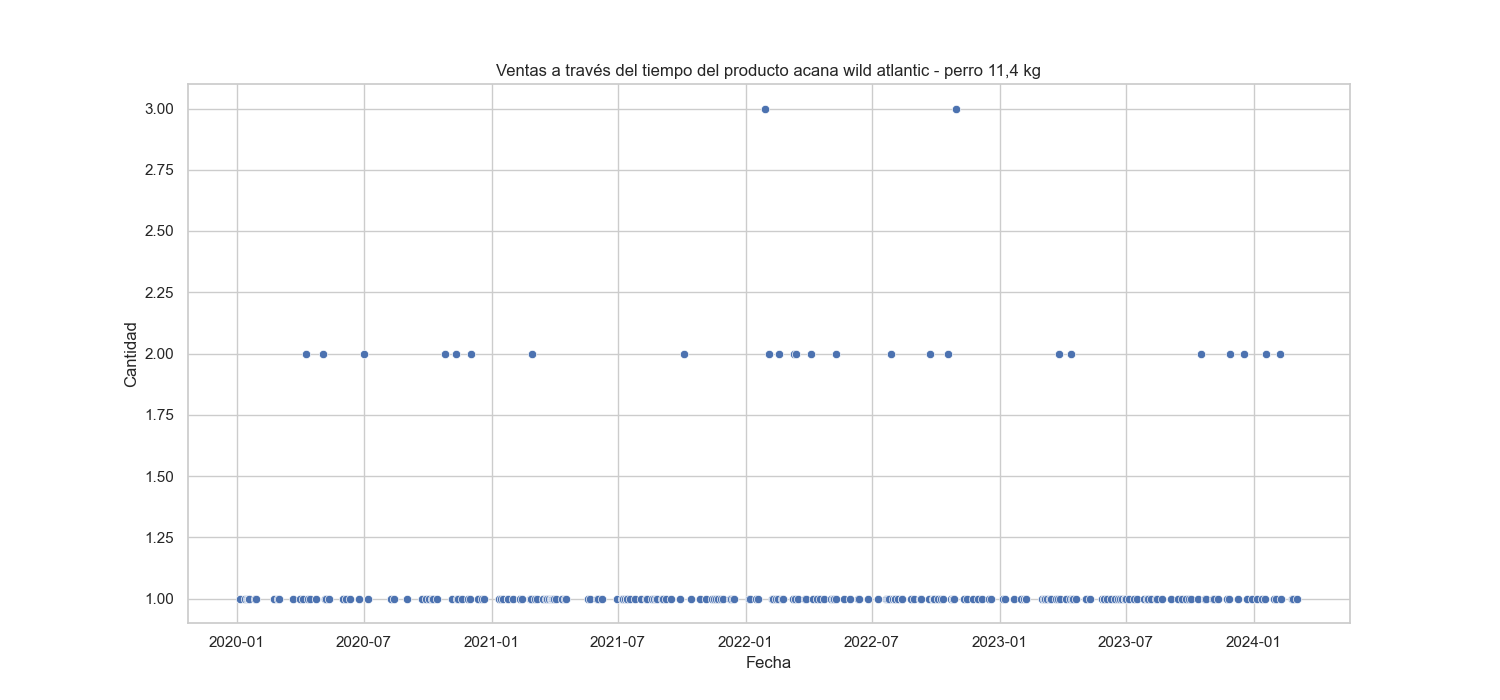 Ventas a través del tiempo del producto acana wild atlantic - perro 11,4 kg
3.00
2.75
2.50
2.25
2.00
1.75
1.50
1.25
1.00
Cantidad
2020-01 2020-07 2021-01 2021-07 2022-01 2022-07 2023-01 2023-07 2024-01
Fecha